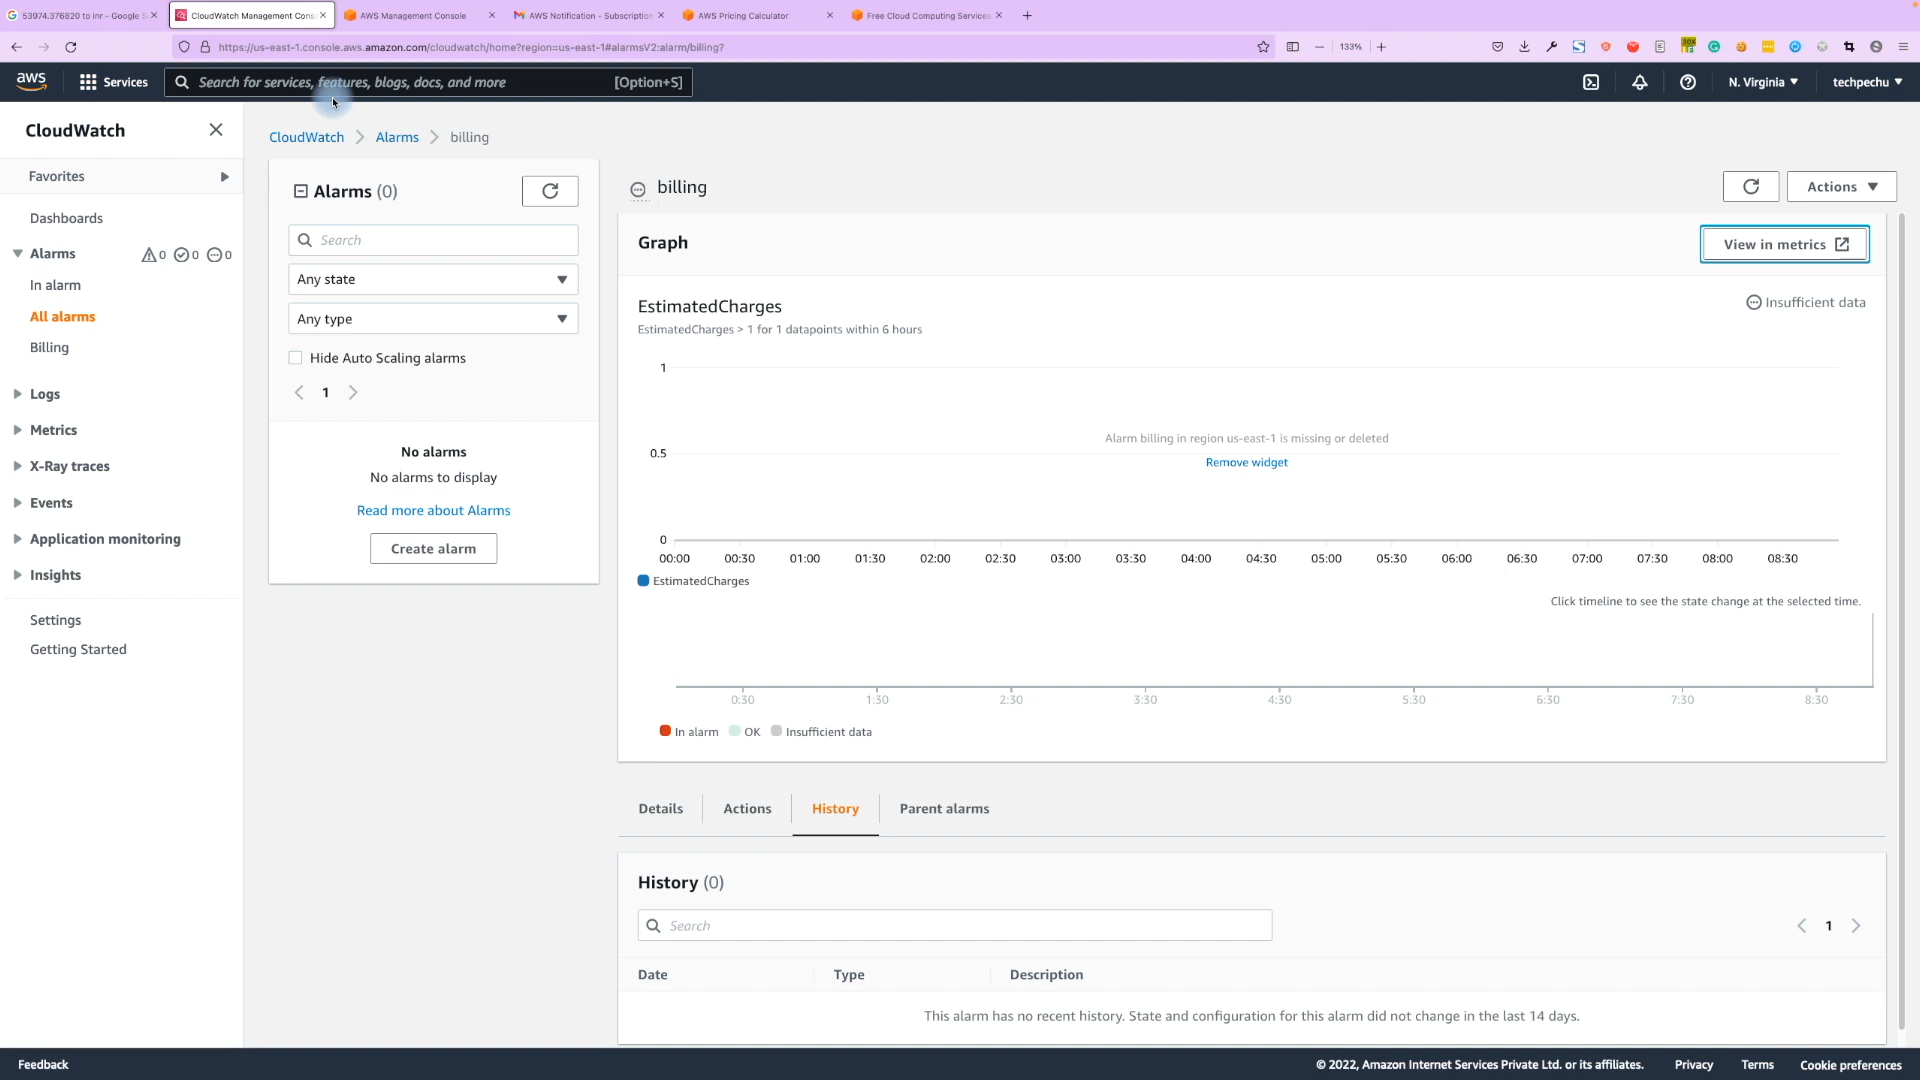 53974.376820 to inr - Google S
CloudWatch Management Cons
AWS Management Console
AWS Notification - Subscription
AWS Pricing Calculator
Free Cloud Computing Services
https://us-east-1.console.aws.amazon.com/cloudwatch/home?region=us-east-1#alarmsV2:alarm/billing?
133%
aws
Services
Search for services, features, blogs, docs, and more
[Option+S]
N. Virginia
techpechu
CloudWatch
Favorites
Dashboards
Alarms
0
0
0
In alarm
All alarms
Billing
Logs
Metrics
X-Ray traces
Events
Application monitoring
Insights
Settings
Getting Started
CloudWatch
Alarms
billing
Alarms (0)
Search
Any state
Any type
Hide Auto Scaling alarms
1
No alarms
No alarms to display
Read more about Alarms
Create alarm
billing
Actions
Graph
View in metrics
EstimatedCharges
Insufficient data
EstimatedCharges > 1 for 1 datapoints within 6 hours
1
0.5
0
Alarm billing in region us-east-1 is missing or deleted
Remove widget
00:00 00:30 01:00 01:30 02:00 02:30 03:00 03:30 04:00 04:30 05:00 05:30 06:00 06:30 07:00 07:30 08:00 08:30
EstimatedCharges
Click timeline to see the state change at the selected time.
0:30 1:30 2:30 3:30 4:30 5:30 6:30 7:30 8:30
In alarm OK Insufficient data
Details
Actions
History
Parent alarms
History (0)
Search
1
Date Type Description
This alarm has no recent history. State and configuration for this alarm did not change in the last 14 days.
Feedback
© 2022, Amazon Internet Services Private Ltd. or its affiliates.
Privacy
Terms
Cookie preferences